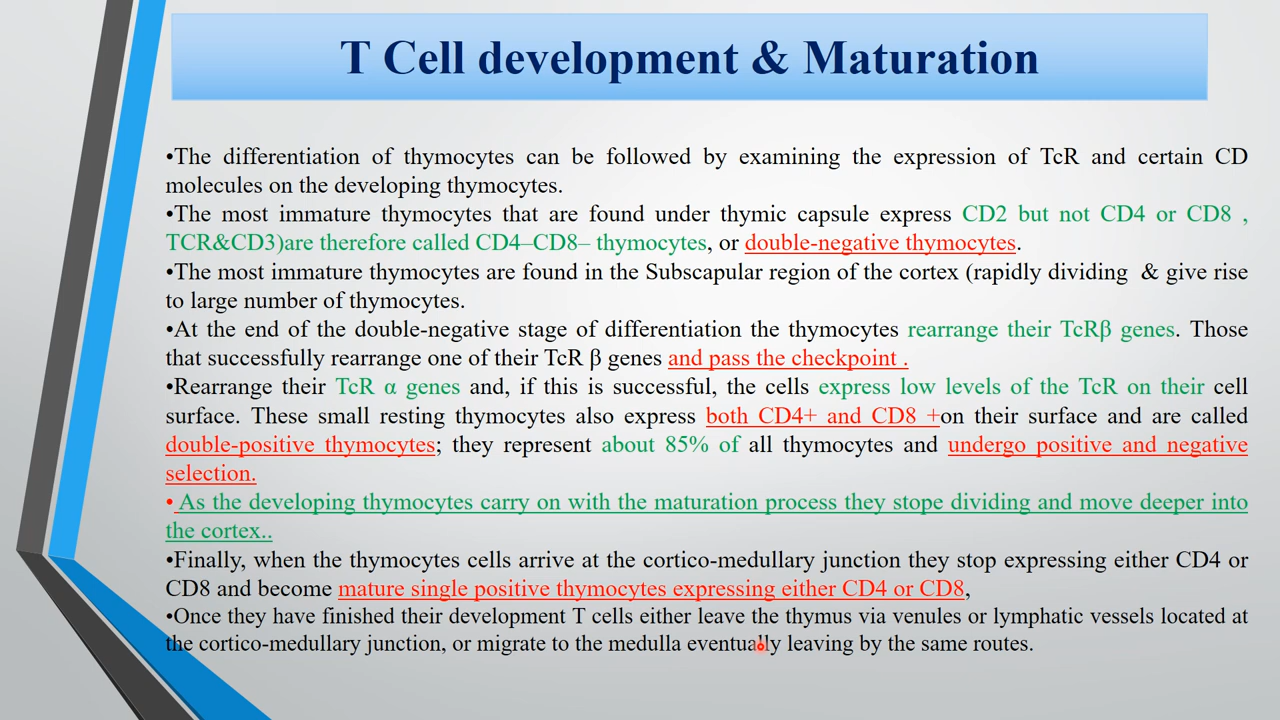 T Cell development & Maturation
•The differentiation of thymocytes can be followed by examining the expression of TcR and certain CD
molecules on the developing thymocytes.
•The most immature thymocytes that are found under thymic capsule express CD2 but not CD4 or CD8 ,
TCR&CD3)are therefore called CD4–CD8– thymocytes, or double-negative thymocytes.
•The most immature thymocytes are found in the Subscapular region of the cortex (rapidly dividing & give rise
to large number of thymocytes.
•At the end of the double-negative stage of differentiation the thymocytes rearrange their TcRβ genes. Those
that successfully rearrange one of their TcR β genes and pass the checkpoint .
•Rearrange their TcR α genes and, if this is successful, the cells express low levels of the TcR on their cell
surface. These small resting thymocytes also express both CD4+ and CD8 +on their surface and are called
double-positive thymocytes; they represent about 85% of all thymocytes and undergo positive and negative
selection.
• As the developing thymocytes carry on with the maturation process they stope dividing and move deeper into
the cortex..
•Finally, when the thymocytes cells arrive at the cortico-medullary junction they stop expressing either CD4 or
CD8 and become mature single positive thymocytes expressing either CD4 or CD8,
•Once they have finished their development T cells either leave the thymus via venules or lymphatic vessels located at
the cortico-medullary junction, or migrate to the medulla eventually leaving by the same routes.